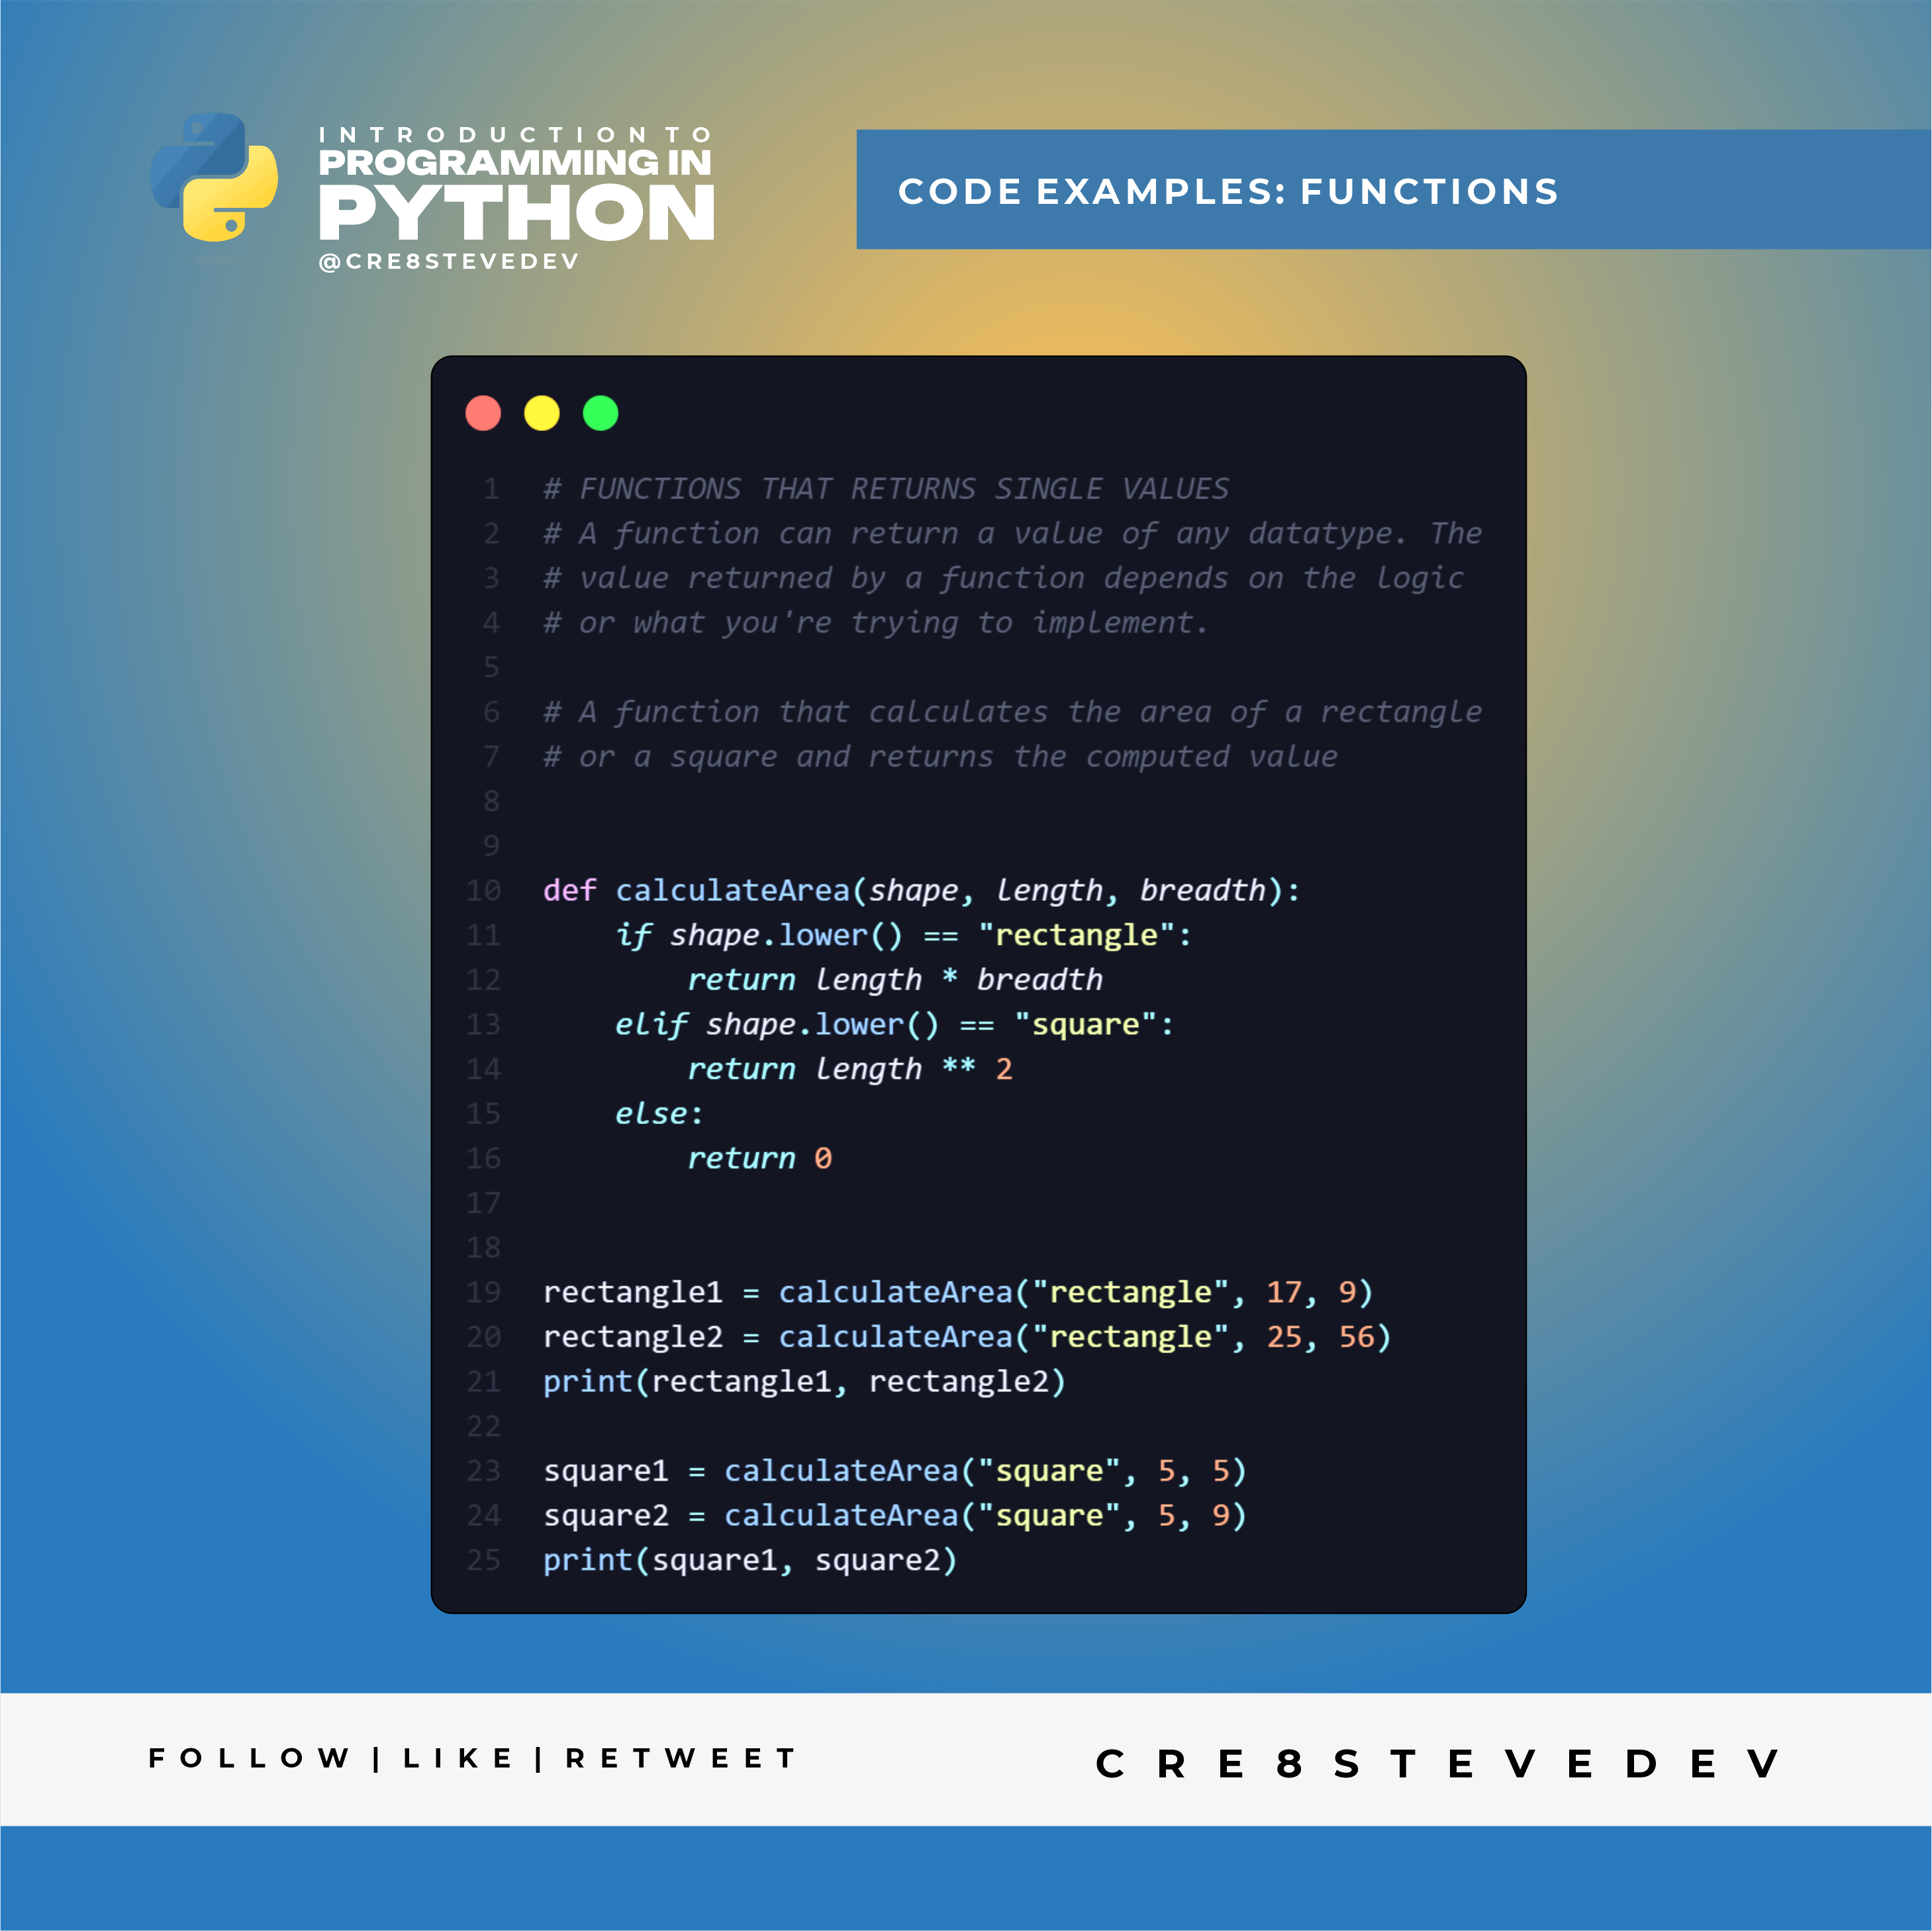 INTRODUCTION TO
PROGRAMMING IN
PYTHON
@CRE8STEVEDEV
CODE EXAMPLES: FUNCTIONS
1 # FUNCTIONS THAT RETURNS SINGLE VALUES
2 # A function can return a value of any datatype. The
3 # value returned by a function depends on the logic
4 # or what you're trying to implement.
5
6 # A function that calculates the area of a rectangle
7 # or a square and returns the computed value
8
9
10 def calculateArea(shape, length, breadth):
11     if shape.lower() == "rectangle":
12         return length * breadth
13     elif shape.lower() == "square":
14         return length ** 2
15     else:
16         return 0
17
18
19 rectangle1 = calculateArea("rectangle", 17, 9)
20 rectangle2 = calculateArea("rectangle", 25, 56)
21 print(rectangle1, rectangle2)
22
23 square1 = calculateArea("square", 5, 5)
24 square2 = calculateArea("square", 5, 9)
25 print(square1, square2)
FOLLOW | LIKE | RETWEET
CRE8STEVEDEV